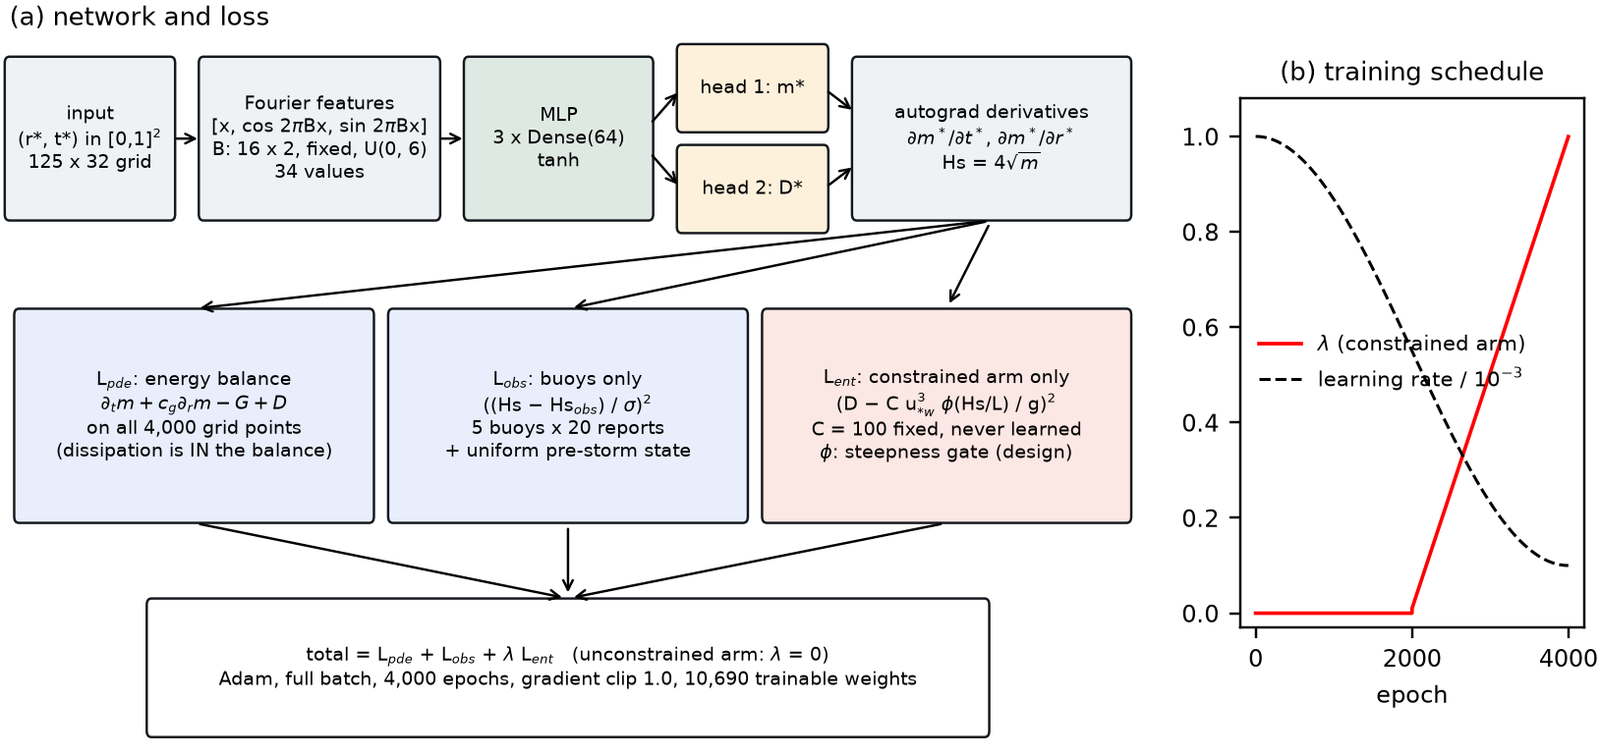 (a) network and loss
input
(r*, t*) in [0,1]²
125 x 32 grid
Fourier features
[x, cos 2πBx, sin 2πBx]
B: 16 x 2, fixed, U(0, 6)
34 values
MLP
3 x Dense(64)
tanh
head 1: m*
head 2: D*
autograd derivatives
∂m*/∂t*, ∂m*/∂r*
Hs = 4√m
L_pde: energy balance
∂_t m + c_g ∂_r m − G + D
on all 4,000 grid points
(dissipation is IN the balance)
L_obs: buoys only
((Hs − Hs_obs) / σ)²
5 buoys x 20 reports
+ uniform pre-storm state
L_ent: constrained arm only
(D − C u³_{*w} ϕ(Hs/L) / g)²
C = 100 fixed, never learned
ϕ: steepness gate (design)
total = L_pde + L_obs + λ L_ent (unconstrained arm: λ = 0)
Adam, full batch, 4,000 epochs, gradient clip 1.0, 10,690 trainable weights
(b) training schedule
1.0
0.8
0.6
0.4
0.2
0.0
λ (constrained arm)
learning rate / 10⁻³
0 2000 4000
epoch